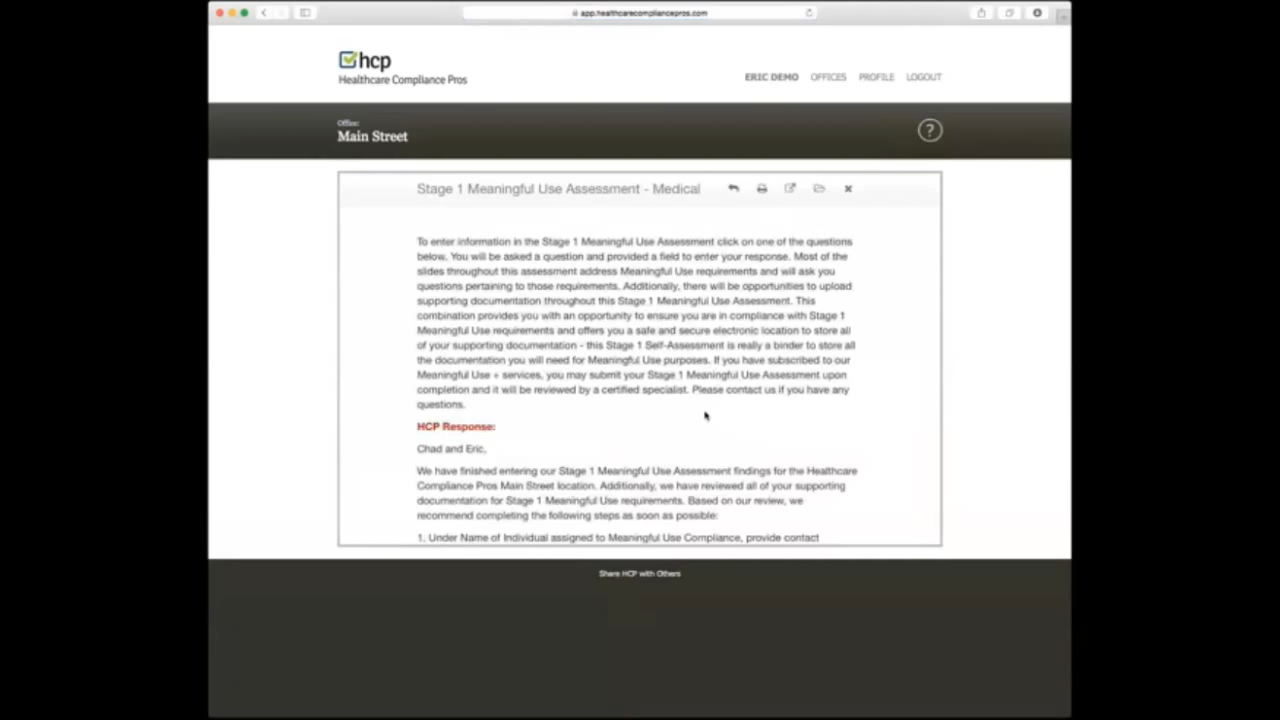 app.healthcarecompliancepros.com
hcp
Healthcare Compliance Pros
ERIC DEMO OFFICES PROFILE LOGOUT
Office:
Main Street
?
Stage 1 Meaningful Use Assessment - Medical
To enter information in the Stage 1 Meaningful Use Assessment click on one of the questions
below. You will be asked a question and provided a field to enter your response. Most of the
slides throughout this assessment address Meaningful Use requirements and will ask you
questions pertaining to those requirements. Additionally, there will be opportunities to upload
supporting documentation throughout this Stage 1 Meaningful Use Assessment. This
combination provides you with an opportunity to ensure you are in compliance with Stage 1
Meaningful Use requirements and offers you a safe and secure electronic location to store all
of your supporting documentation - this Stage 1 Self-Assessment is really a binder to store all
the documentation you will need for Meaningful Use purposes. If you have subscribed to our
Meaningful Use + services, you may submit your Stage 1 Meaningful Use Assessment upon
completion and it will be reviewed by a certified specialist. Please contact us if you have any
questions.
HCP Response:
Chad and Eric,
We have finished entering our Stage 1 Meaningful Use Assessment findings for the Healthcare
Compliance Pros Main Street location. Additionally, we have reviewed all of your supporting
documentation for Stage 1 Meaningful Use requirements. Based on our review, we
recommend completing the following steps as soon as possible:
1. Under Name of Individual assigned to Meaningful Use Compliance, provide contact
Share HCP with Others